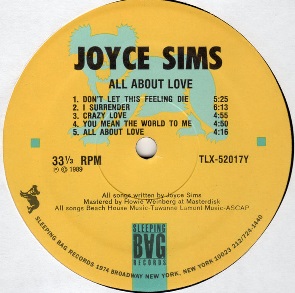 JOYCE SIMS
ALL ABOUT LOVE
1. DON'T LET THIS FEELING DIE 5:25
2. I SURRENDER 6:13
3. CRAZY LOVE 4:55
4. YOU MEAN THE WORLD TO ME 4:50
5. ALL ABOUT LOVE 4:16
33⅓ RPM
TLX-52017Y
℗ © 1989
All songs written by Joyce Sims
Mastered by Howie Weinberg at Masterdisk
All songs Beach House Music-Tawanne Lamont Music-ASCAP
SLEEPING
BAG
RECORDS
SLEEPING BAG RECORDS 1974 BROADWAY NEW YORK, NEW YORK 10023 212/724-1440